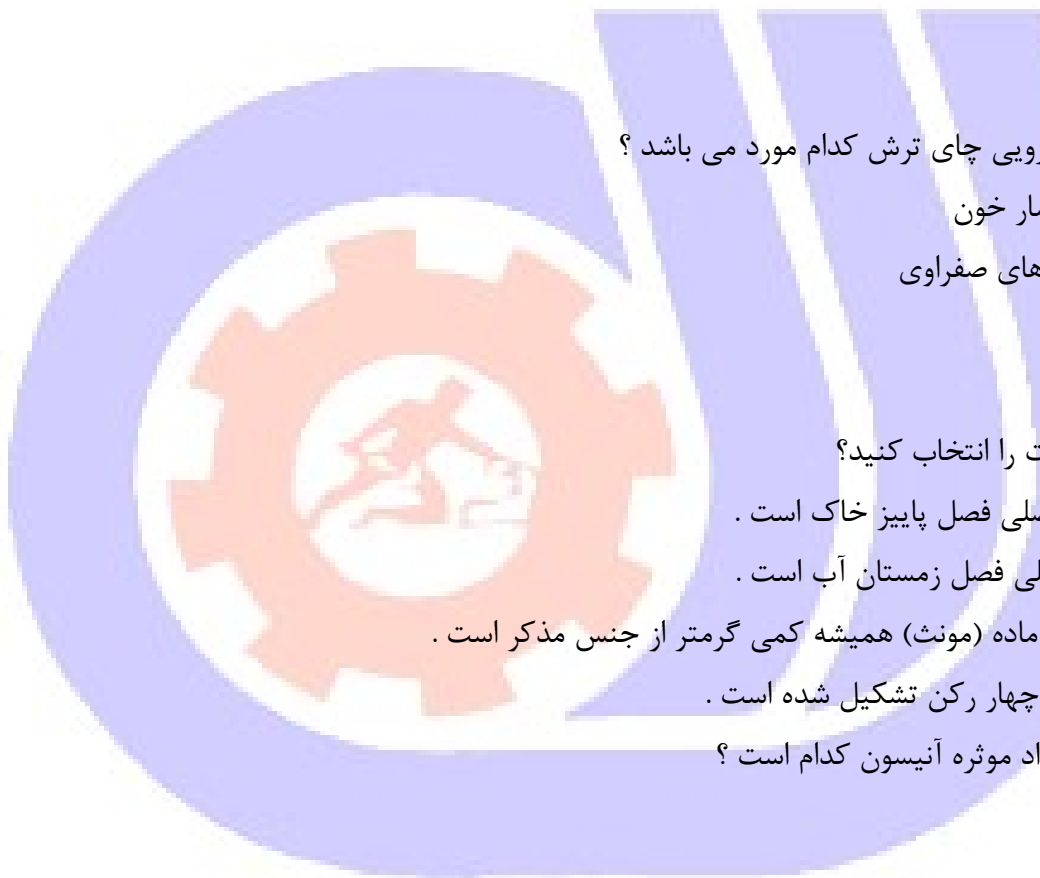 رویی چای ترش کدام مورد می باشد ؟
سار خون
های صفراوی
ت را انتخاب کنید؟
صلی فصل پاییز خاک است .
لی فصل زمستان آب است .
ماده (مونث) همیشه کمی گرمتر از جنس مذکر است .
چهار رکن تشکیل شده است .
اد موثره آنیسون کدام است ؟